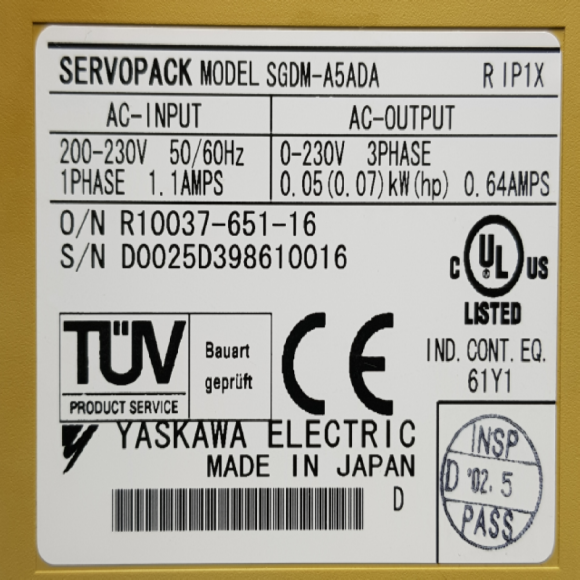 SERVOPACK MODEL SGDM-A5ADA R IP1X
AC-INPUT AC-OUTPUT
200-230V 50/60Hz 0-230V 3PHASE
1PHASE 1.1AMPS 0.05(0.07)kW(hp) 0.64AMPS
O/N R10037-651-16
S/N D0025D398610016
C UL US
LISTED
IND. CONT. EQ.
61Y1
TÜV
PRODUCT SERVICE
Bauart
geprüft
CE
YASKAWA ELECTRIC
MADE IN JAPAN
D
INSP
D '02.5
PASS